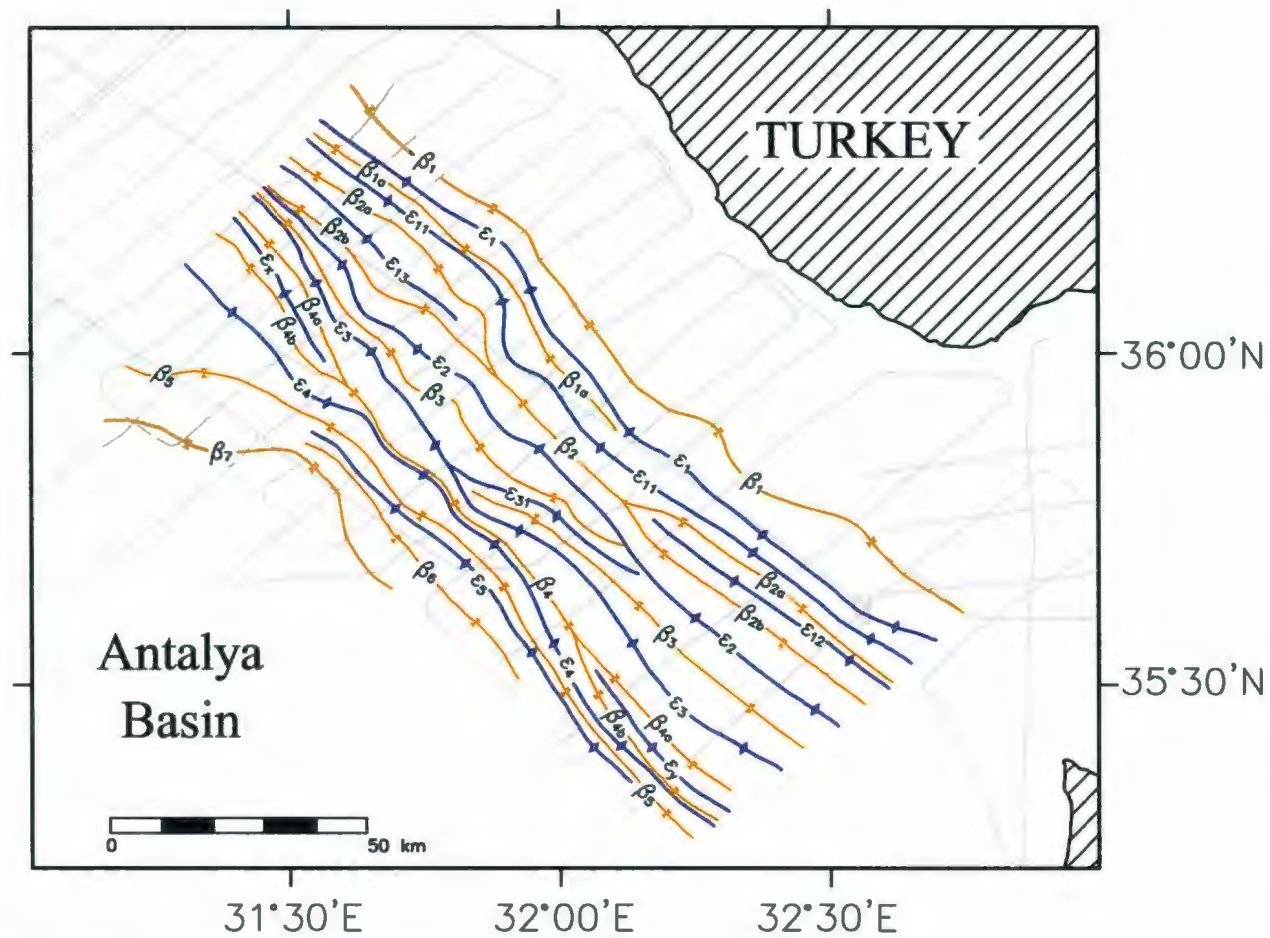 TURKEY
β1
β1a
β2a
ε11
ε1
β2b
ε13
εx
β4a
ε3
β4b
ε2
β5
ε4
β3
β1a
β7
β2
ε1
ε11
β1
ε31
β6
ε5
β4
β2a
β2b
ε12
β3
ε2
ε4
ε3
β4b
β4a
εy
β5
Antalya
Basin
0 50 km
36°00'N
35°30'N
31°30'E 32°00'E 32°30'E